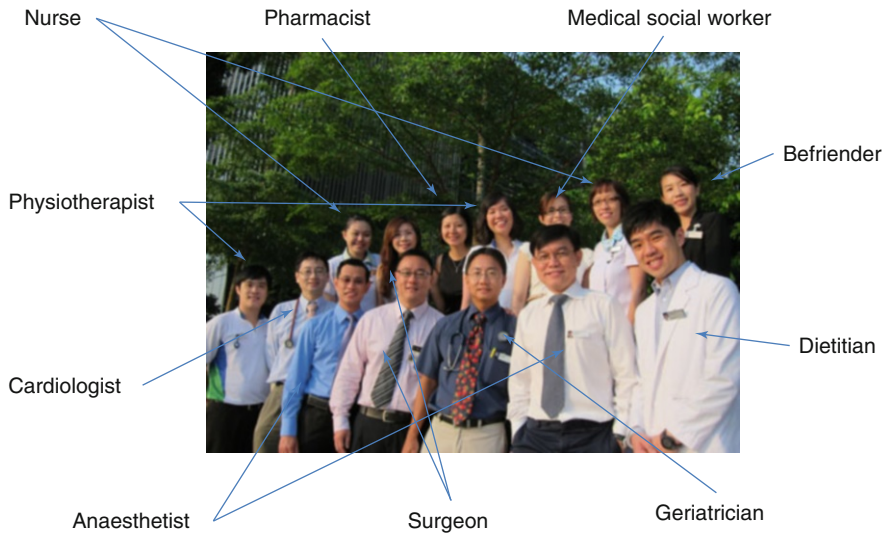 Nurse
Pharmacist
Medical social worker
Befriender
Physiotherapist
Dietitian
Cardiologist
Anaesthetist
Surgeon
Geriatrician